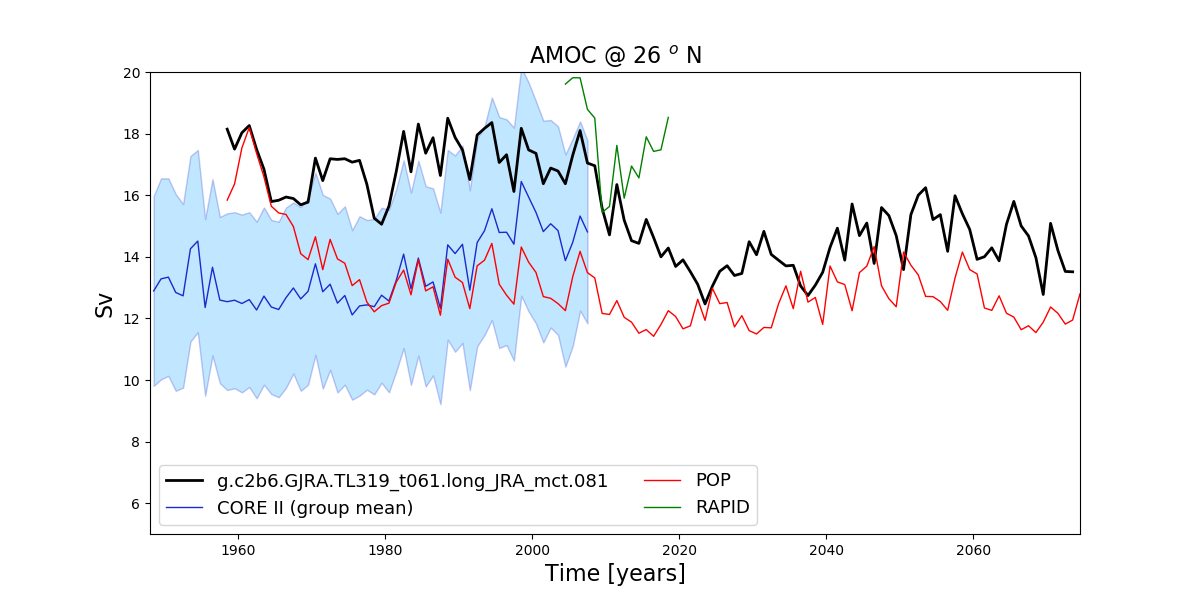 AMOC @ 26 o N
20
18
16
14
12
10
8
6
Sv
g.c2b6.GJRA.TL319_t061.long_JRA_mct.081
CORE II (group mean)
POP
RAPID
1960 1980 2000 2020 2040 2060
Time [years]